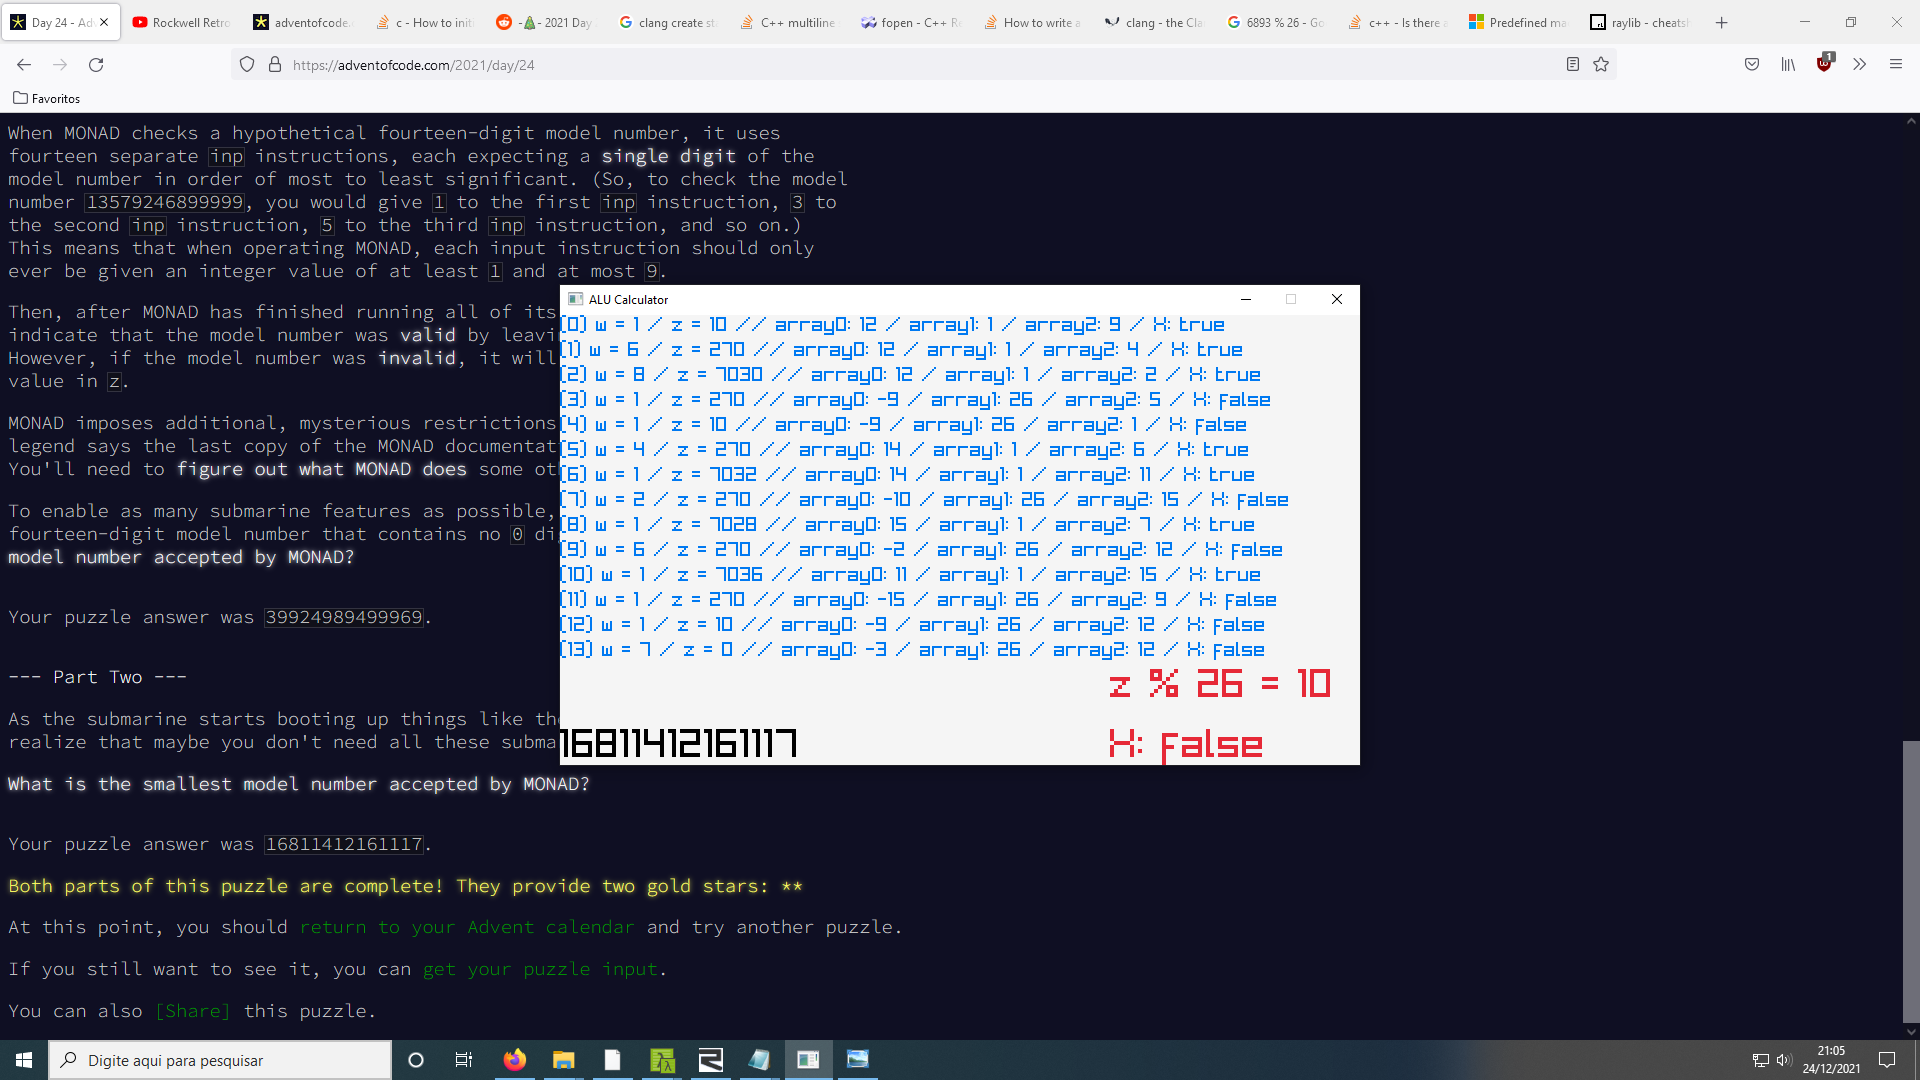 Day 24 - Adv
Rockwell Retro
adventofcode.
c - How to init
- 2021 Day
clang create st
C++ multiline
fopen - C++ Re
How to write a
clang - the Cla
6893 % 26 - Go
c++ - Is there a
Predefined ma
raylib - cheatsh
https://adventofcode.com/2021/day/24
1
Favoritos
When MONAD checks a hypothetical fourteen-digit model number, it uses
fourteen separate inp instructions, each expecting a single digit of the
model number in order of most to least significant. (So, to check the model
number 13579246899999, you would give 1 to the first inp instruction, 3 to
the second inp instruction, 5 to the third inp instruction, and so on.)
This means that when operating MONAD, each input instruction should only
ever be given an integer value of at least 1 and at most 9.
Then, after MONAD has finished running all of its
indicate that the model number was valid by leavin
However, if the model number was invalid, it will
value in z.
MONAD imposes additional, mysterious restrictions
legend says the last copy of the MONAD documentat
You'll need to figure out what MONAD does some ot
To enable as many submarine features as possible,
fourteen-digit model number that contains no 0 di
model number accepted by MONAD?
Your puzzle answer was 39924989499969.
--- Part Two ---
As the submarine starts booting up things like the
realize that maybe you don't need all these subma
What is the smallest model number accepted by MONAD?
Your puzzle answer was 16811412161117.
Both parts of this puzzle are complete! They provide two gold stars: **
At this point, you should return to your Advent calendar and try another puzzle.
If you still want to see it, you can get your puzzle input.
You can also [Share] this puzzle.
ALU Calculator
(0) w = 1 / z = 10 // array0: 12 / array1: 1 / array2: 9 / X: true
(1) w = 6 / z = 270 // array0: 12 / array1: 1 / array2: 4 / X: true
(2) w = 8 / z = 7030 // array0: 12 / array1: 1 / array2: 2 / X: true
(3) w = 1 / z = 270 // array0: -9 / array1: 26 / array2: 5 / X: false
(4) w = 1 / z = 10 // array0: -9 / array1: 26 / array2: 1 / X: false
(5) w = 4 / z = 270 // array0: 14 / array1: 1 / array2: 6 / X: true
(6) w = 1 / z = 7032 // array0: 14 / array1: 1 / array2: 11 / X: true
(7) w = 2 / z = 270 // array0: -10 / array1: 26 / array2: 15 / X: false
(8) w = 1 / z = 7028 // array0: 15 / array1: 1 / array2: 7 / X: true
(9) w = 6 / z = 270 // array0: -2 / array1: 26 / array2: 12 / X: false
(10) w = 1 / z = 7036 // array0: 11 / array1: 1 / array2: 15 / X: true
(11) w = 1 / z = 270 // array0: -15 / array1: 26 / array2: 9 / X: false
(12) w = 1 / z = 10 // array0: -9 / array1: 26 / array2: 12 / X: false
(13) w = 7 / z = 0 // array0: -3 / array1: 26 / array2: 12 / X: false
z % 26 = 10
16811412161117
X: false
Digite aqui para pesquisar
21:05
24/12/2021